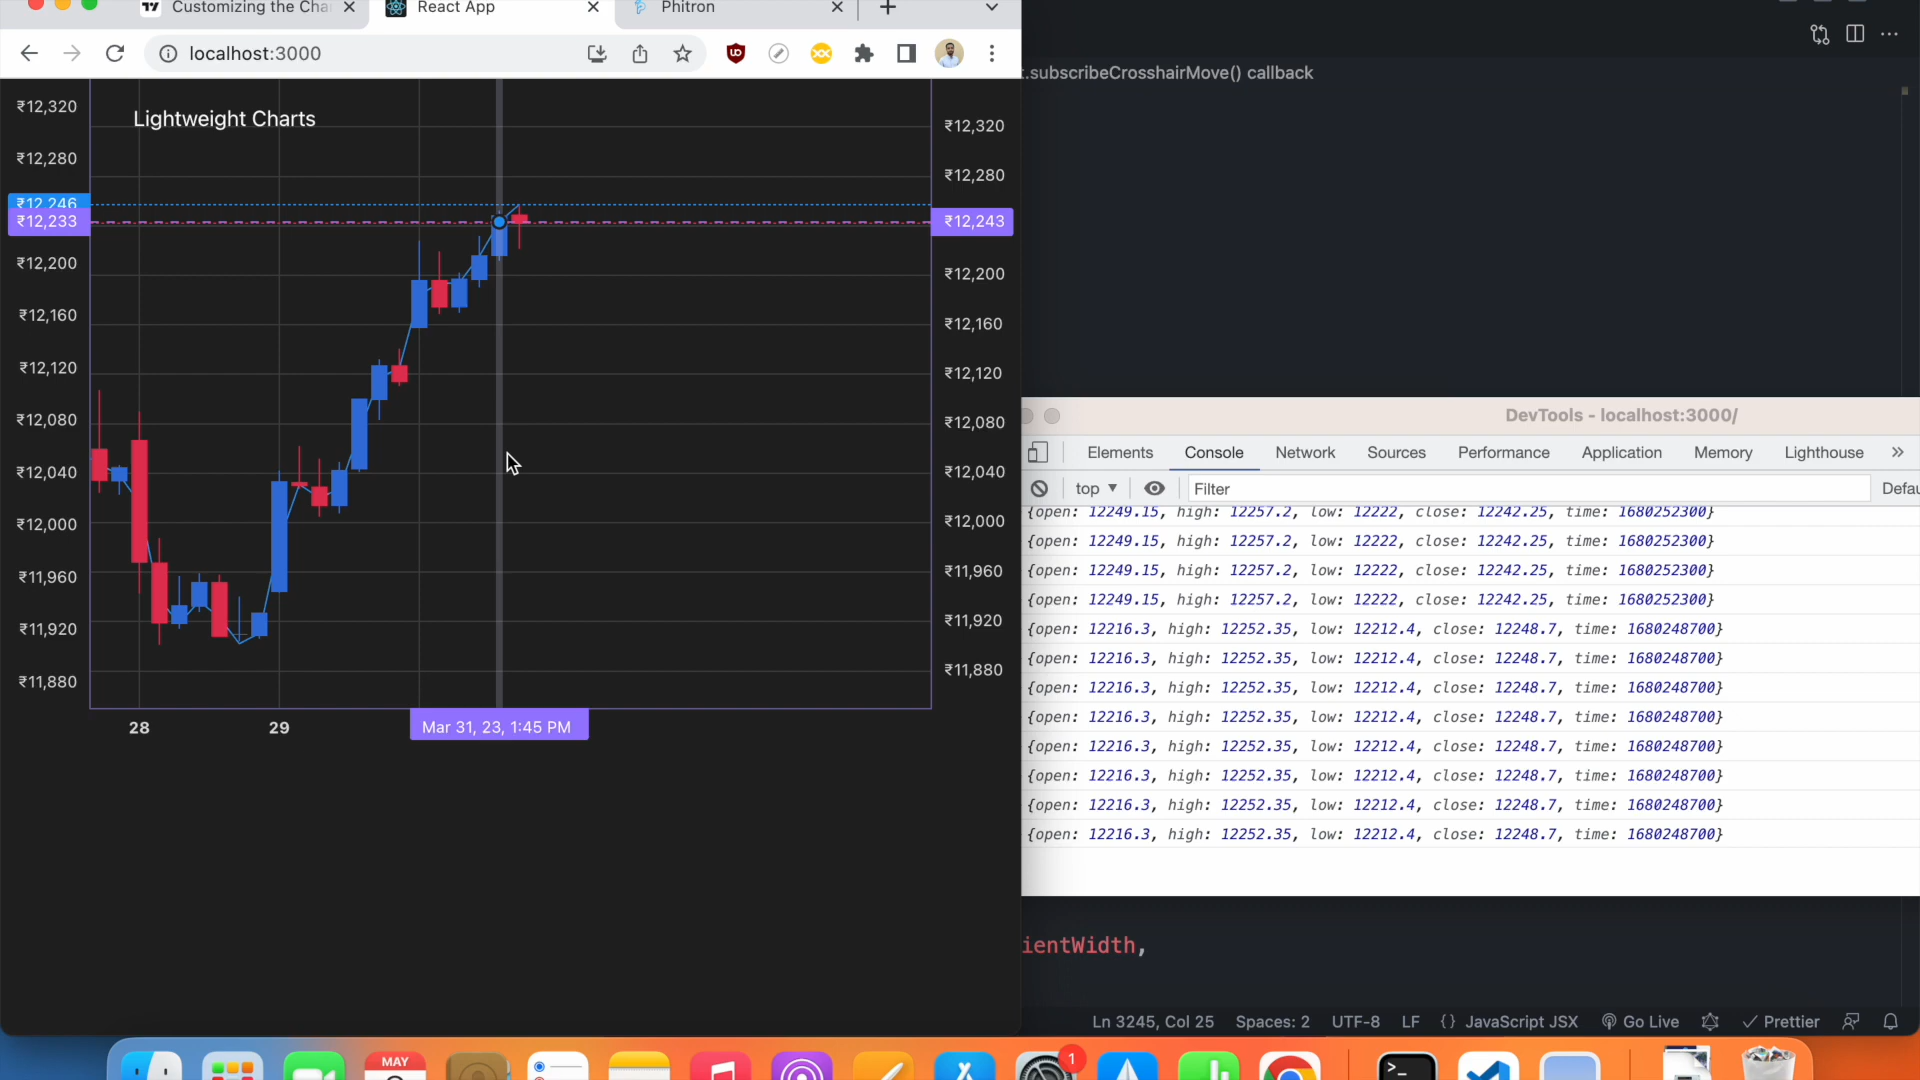 Customizing the Cha
React App
Phitron
localhost:3000
.subscribeCrosshairMove() callback
Lightweight Charts
₹12,320
₹12,280
₹12,246
₹12,233
₹12,200
₹12,160
₹12,120
₹12,080
₹12,040
₹12,000
₹11,960
₹11,920
₹11,880
₹12,320
₹12,280
₹12,243
₹12,200
₹12,160
₹12,120
₹12,080
₹12,040
₹12,000
₹11,960
₹11,920
₹11,880
28
29
Mar 31, 23, 1:45 PM
DevTools - localhost:3000/
Elements Console Network Sources Performance Application Memory Lighthouse »
top ▼ Filter Defau
{open: 12249.15, high: 12257.2, low: 12222, close: 12242.25, time: 1680252300}
{open: 12249.15, high: 12257.2, low: 12222, close: 12242.25, time: 1680252300}
{open: 12249.15, high: 12257.2, low: 12222, close: 12242.25, time: 1680252300}
{open: 12249.15, high: 12257.2, low: 12222, close: 12242.25, time: 1680252300}
{open: 12216.3, high: 12252.35, low: 12212.4, close: 12248.7, time: 1680248700}
{open: 12216.3, high: 12252.35, low: 12212.4, close: 12248.7, time: 1680248700}
{open: 12216.3, high: 12252.35, low: 12212.4, close: 12248.7, time: 1680248700}
{open: 12216.3, high: 12252.35, low: 12212.4, close: 12248.7, time: 1680248700}
{open: 12216.3, high: 12252.35, low: 12212.4, close: 12248.7, time: 1680248700}
{open: 12216.3, high: 12252.35, low: 12212.4, close: 12248.7, time: 1680248700}
{open: 12216.3, high: 12252.35, low: 12212.4, close: 12248.7, time: 1680248700}
{open: 12216.3, high: 12252.35, low: 12212.4, close: 12248.7, time: 1680248700}
ientWidth,
Ln 3245, Col 25 Spaces: 2 UTF-8 LF {} JavaScript JSX Go Live Prettier
MAY
1